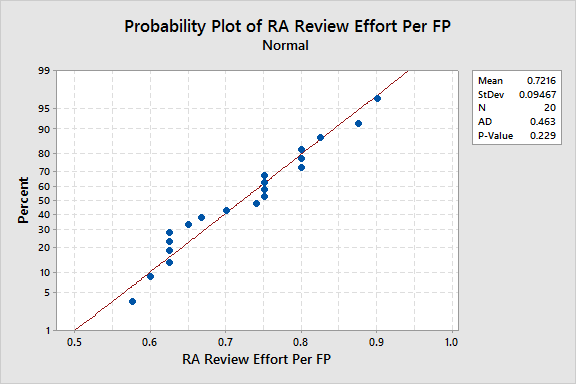 Probability Plot of RA Review Effort Per FP
Normal
99
95
90
80
70
60
50
40
30
20
10
5
1
Percent
0.5 0.6 0.7 0.8 0.9 1.0
RA Review Effort Per FP
Mean 0.7216
StDev 0.09467
N 20
AD 0.463
P-Value 0.229